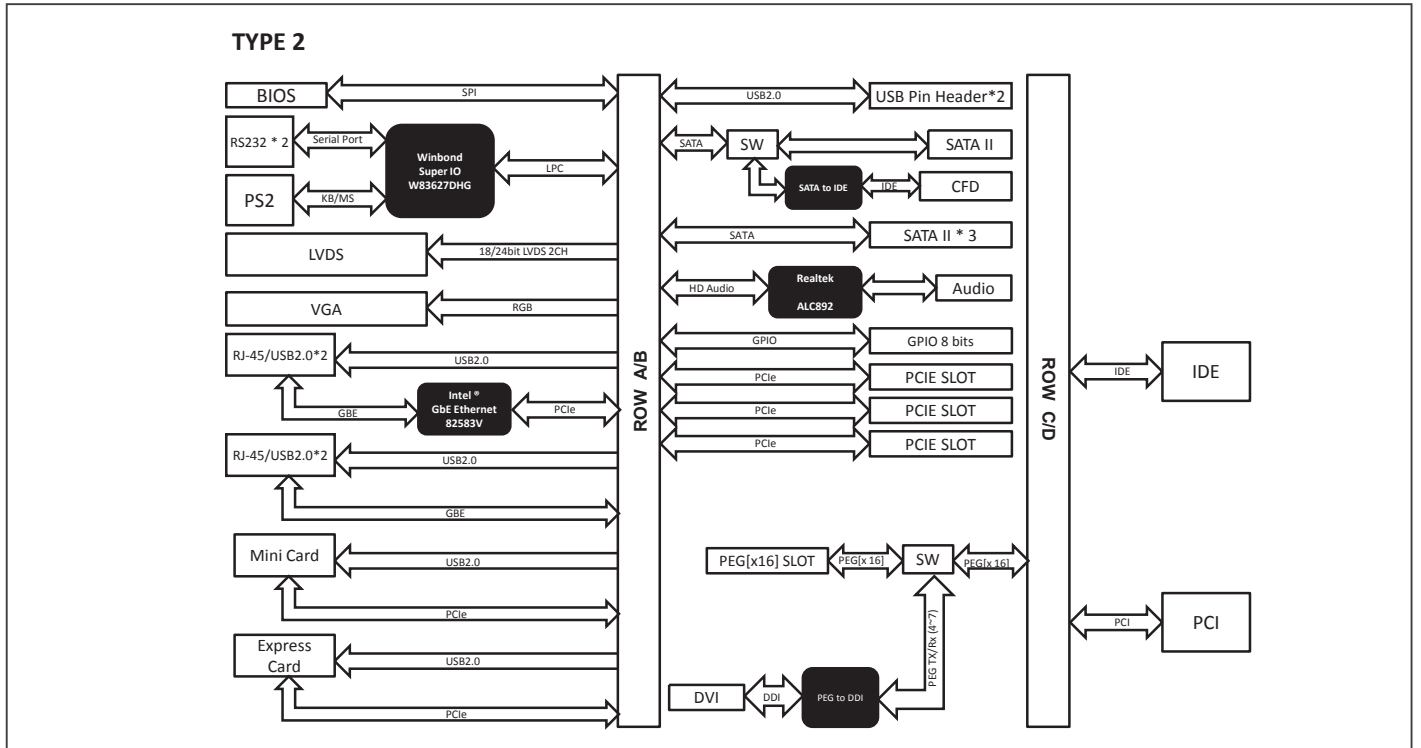 TYPE 2
BIOS
SPI
RS232 * 2
Serial Port
Winbond
Super IO
W83627DHG
LPC
PS2
KB/MS
LVDS
18/24bit LVDS 2CH
VGA
RGB
RJ-45/USB2.0*2
USB2.0
GBE
Intel ®
GbE Ethernet
82583V
PCIe
RJ-45/USB2.0*2
USB2.0
GBE
Mini Card
USB2.0
PCIe
Express
Card
USB2.0
PCIe
ROW A/B
USB2.0
USB Pin Header*2
SATA
SW
SATA II
SATA to IDE
IDE
CFD
SATA
SATA II * 3
HD Audio
Realtek
ALC892
Audio
GPIO
GPIO 8 bits
PCIe
PCIE SLOT
PCIe
PCIE SLOT
PCIe
PCIE SLOT
PEG[x16] SLOT
PEG[x 16]
SW
PEG[x 16]
PEG TX/Rx (4~7)
DVI
DDI
PEG to DDI
ROW C/D
IDE
IDE
PCI
PCI